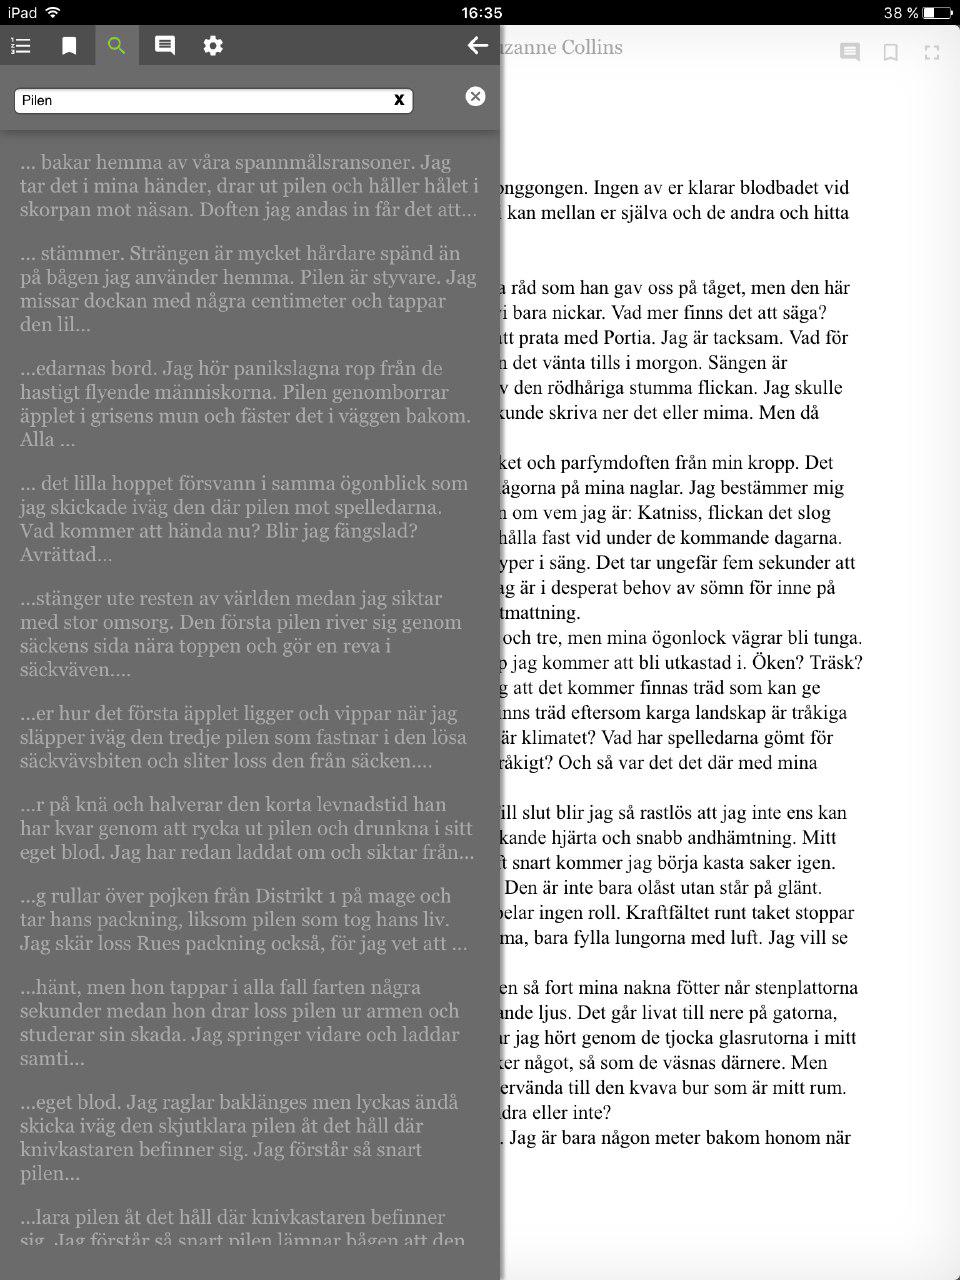 iPad
16:35
38 %
Pilen
X
... bakar hemma av våra spannmålsransoner. Jag
tar det i mina händer, drar ut pilen och håller hålet i
skorpan mot näsan. Doften jag andas in får det att...
... stämmer. Strängen är mycket hårdare spänd än
på bågen jag använder hemma. Pilen är styvare. Jag
missar dockan med några centimeter och tappar
den lil...
...edarnas bord. Jag hör panikslagna rop från de
hastigt flyende människorna. Pilen genomborrar
äpplet i grisens mun och fäster det i väggen bakom.
Alla ...
... det lilla hoppet försvann i samma ögonblick som
jag skickade iväg den där pilen mot spelledarna.
Vad kommer att hända nu? Blir jag fängslad?
Avrättad...
...stänger ute resten av världen medan jag siktar
med stor omsorg. Den första pilen river sig genom
säckens sida nära toppen och gör en reva i
säckväven....
...er hur det första äpplet ligger och vippar när jag
släpper iväg den tredje pilen som fastnar i den lösa
säckvävsbiten och sliter loss den från säcken....
...r på knä och halverar den korta levnadstid han
har kvar genom att rycka ut pilen och drunkna i sitt
eget blod. Jag har redan laddat om och siktar från...
...g rullar över pojken från Distrikt 1 på mage och
tar hans packning, liksom pilen som tog hans liv.
Jag skär loss Rues packning också, för jag vet att ...
...hänt, men hon tappar i alla fall farten några
sekunder medan hon drar loss pilen ur armen och
studerar sin skada. Jag springer vidare och laddar
samti...
...eget blod. Jag raglar baklänges men lyckas ändå
skicka iväg den skjutklara pilen åt det håll där
knivkastaren befinner sig. Jag förstår så snart
pilen...
...lara pilen åt det håll där knivkastaren befinner
sig. Jag förstår så snart pilen lämnar bågen att den
uzanne Collins
onggongen. Ingen av er klarar blodbadet vid
i kan mellan er själva och de andra och hitta
a råd som han gav oss på tåget, men den här
vi bara nickar. Vad mer finns det att säga?
att prata med Portia. Jag är tacksam. Vad för
n det vänta tills i morgon. Sängen är
v den rödhåriga stumma flickan. Jag skulle
kunde skriva ner det eller mima. Men då
ket och parfymdoften från min kropp. Det
ågorna på mina naglar. Jag bestämmer mig
n om vem jag är: Katniss, flickan det slog
hålla fast vid under de kommande dagarna.
yper i säng. Det tar ungefär fem sekunder att
ag är i desperat behov av sömn för inne på
tmattning.
och tre, men mina ögonlock vägrar bli tunga.
p jag kommer att bli utkastad i. Öken? Träsk?
g att det kommer finnas träd som kan ge
inns träd eftersom karga landskap är tråkiga
är klimatet? Vad har spelledarna gömt för
råkigt? Och så var det det där med mina
ill slut blir jag så rastlös att jag inte ens kan
kande hjärta och snabb andhämtning. Mitt
ft snart kommer jag börja kasta saker igen.
Den är inte bara olåst utan står på glänt.
pelar ingen roll. Kraftfältet runt taket stoppar
ma, bara fylla lungorna med luft. Jag vill se
en så fort mina nakna fötter når stenplattorna
ande ljus. Det går livat till nere på gatorna,
ar jag hört genom de tjocka glasrutorna i mitt
ker något, så som de väsnas därnere. Men
ervända till den kvava bur som är mitt rum.
dra eller inte?
. Jag är bara någon meter bakom honom när